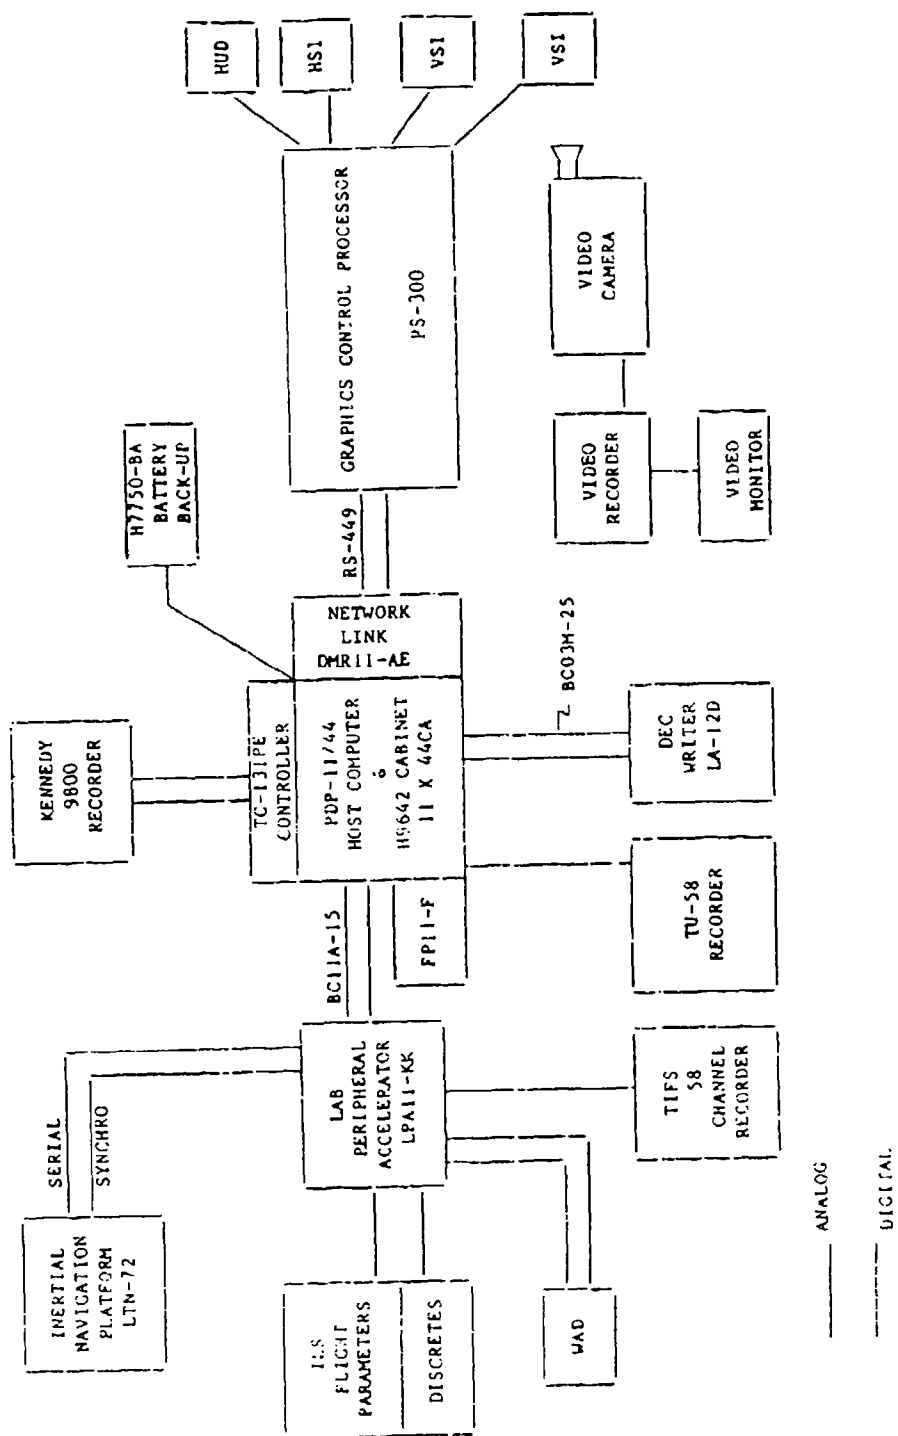 INERTIAL
NAVIGATION
PLATFORM
LTN-72
SERIAL
SYNCHRO
KENNEDY
9800
RECORDER
H7750-BA
BATTERY
BACK-UP
HUD
HSI
VSI
VSI
FLIGHT
PARAMETERS
DISCRETES
LAB
PERIPHERAL
ACCELERATOR
LPA11-KK
BC11A-15
FP11-F
TC-131PE
CONTROLLER
PDP-11/44
HOST COMPUTER
&
H9642 CABINET
11 X 44CA
NETWORK
LINK
DMR11-AE
RS-449
GRAPHICS CONTROL PROCESSOR
PS-300
WAD
TIFS
58
CHANNEL
RECORDER
TU-58
RECORDER
DEC
WRITER
LA-12D
BC03M-25
VIDEO
RECORDER
VIDEO
CAMERA
VIDEO
MONITOR
ANALOG
DIGITAL